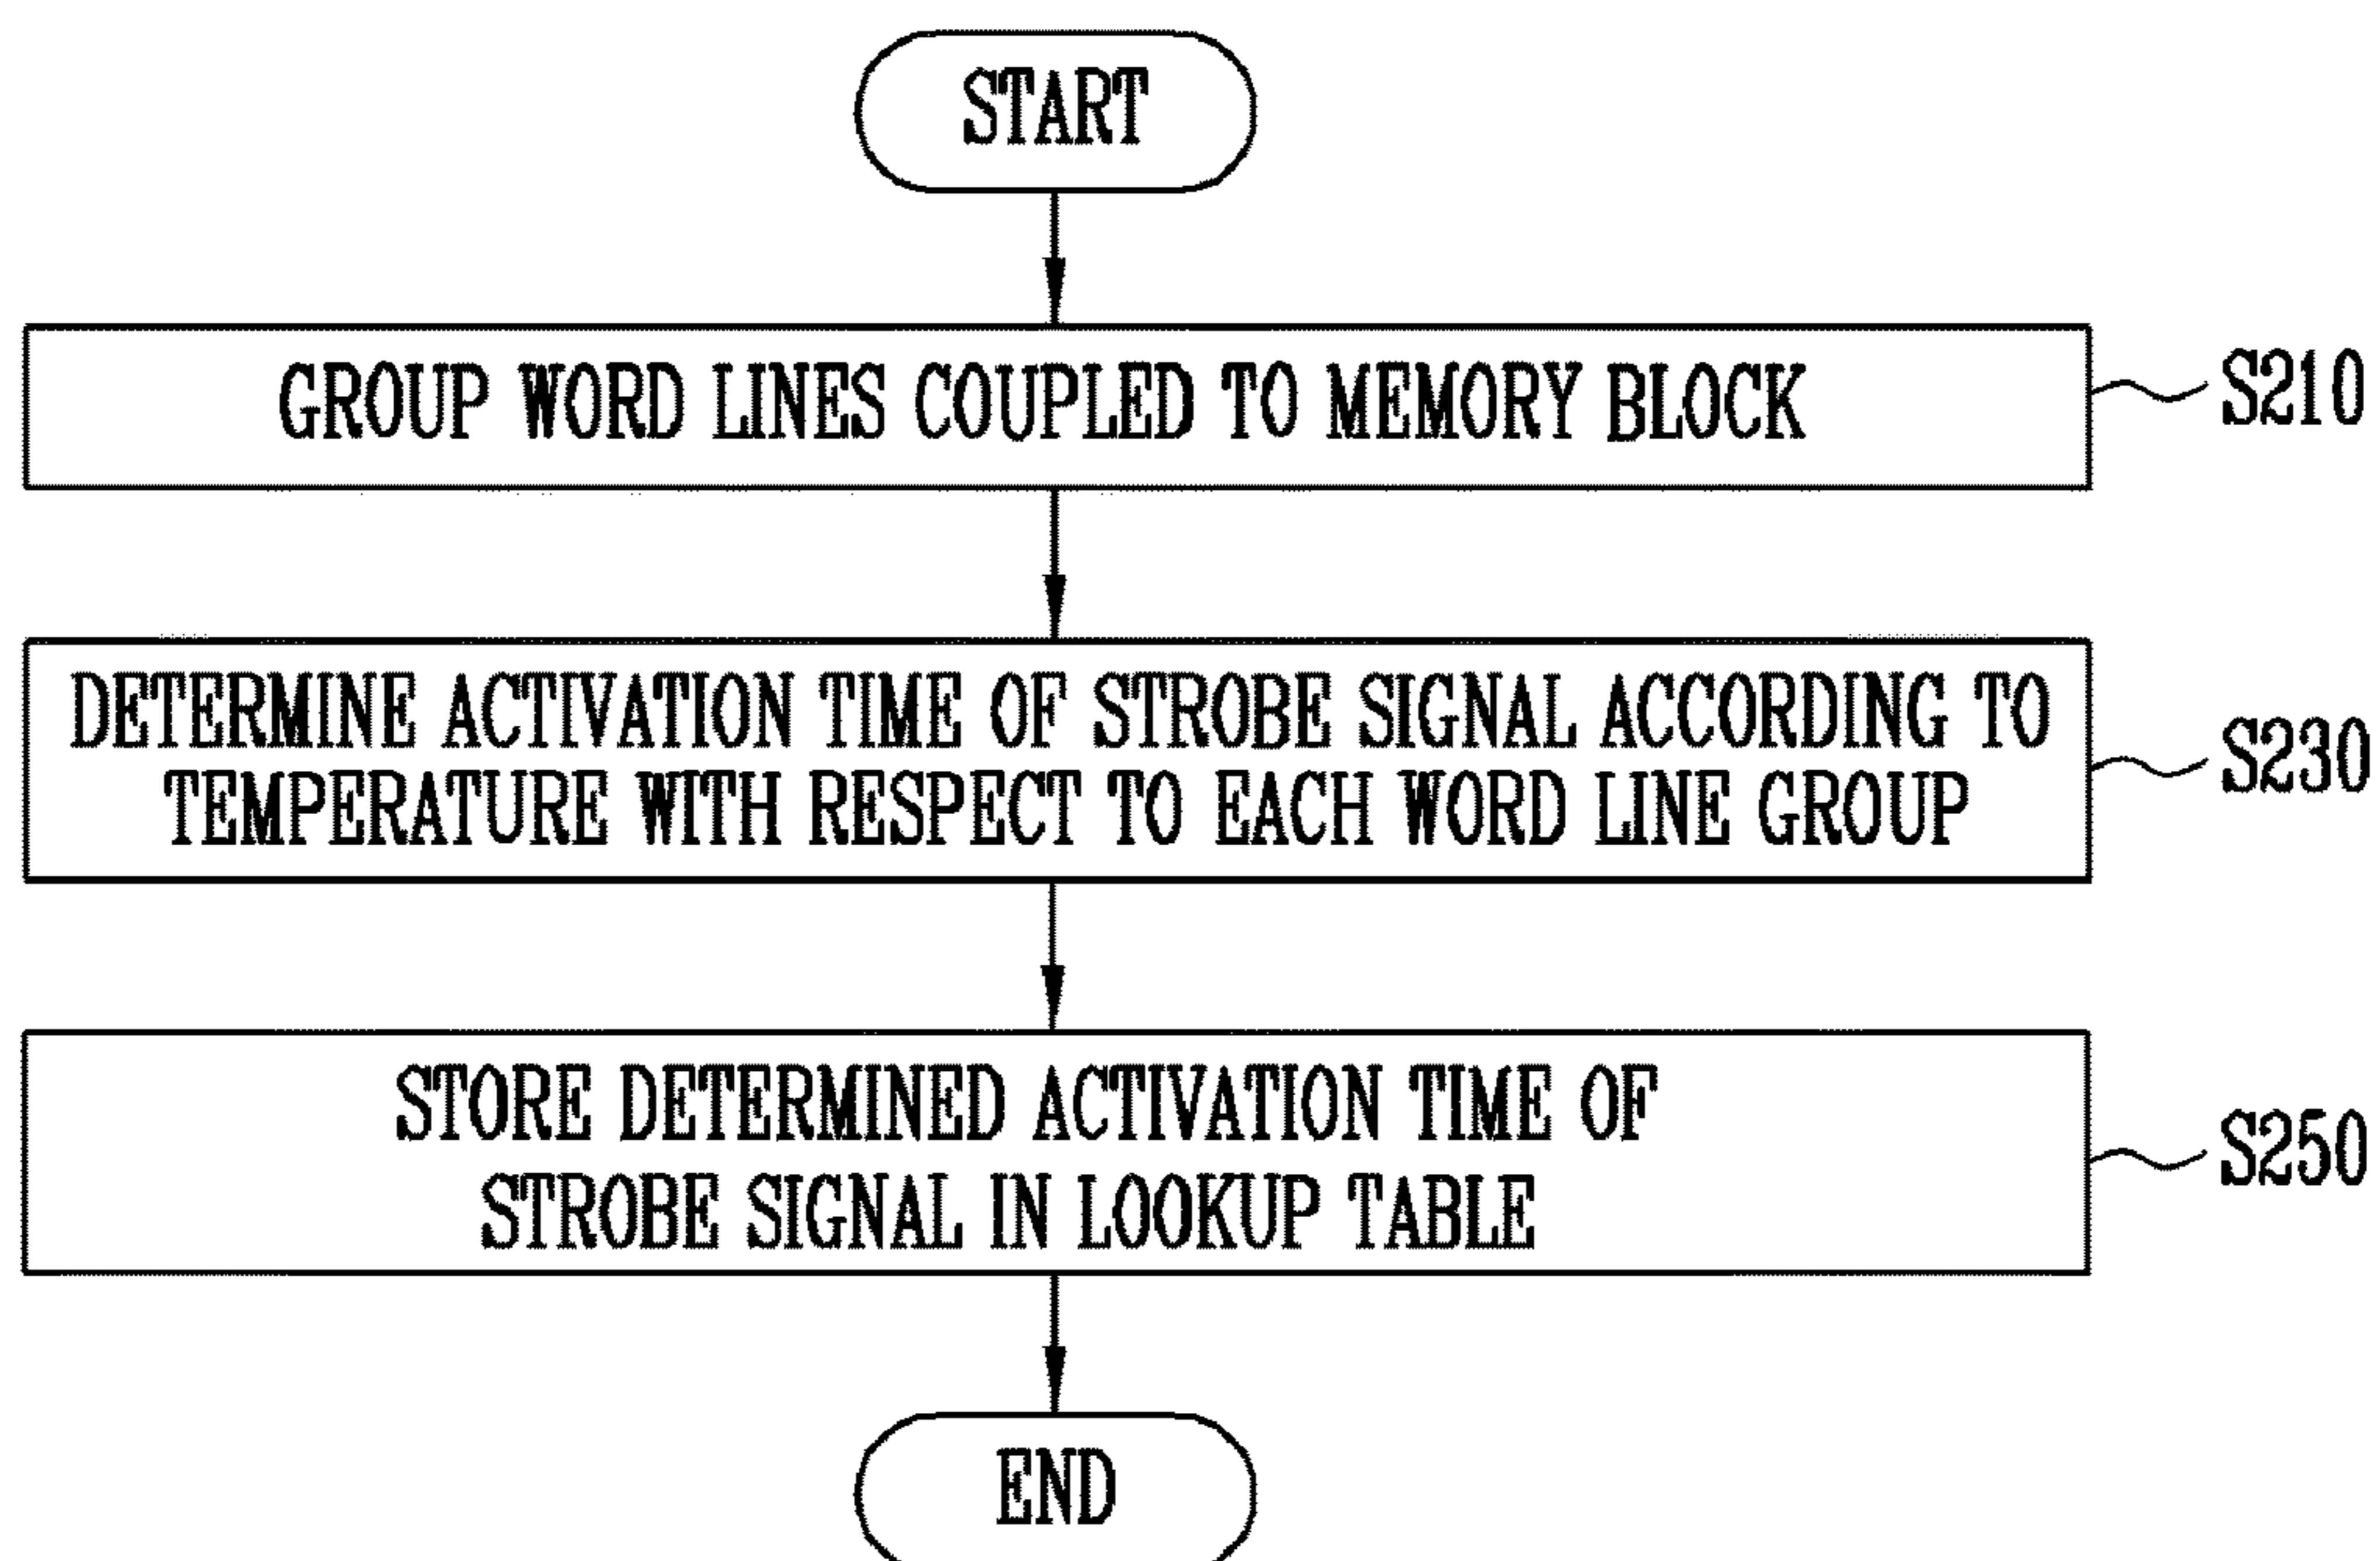 START
GROUP WORD LINES COUPLED TO MEMORY BLOCK
S210
DETERMINE ACTIVATION TIME OF STROBE SIGNAL ACCORDING TO
TEMPERATURE WITH RESPECT TO EACH WORD LINE GROUP
S230
STORE DETERMINED ACTIVATION TIME OF
STROBE SIGNAL IN LOOKUP TABLE
S250
END